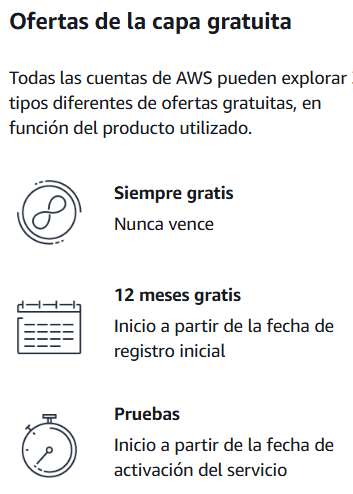 Ofertas de la capa gratuita
Todas las cuentas de AWS pueden explorar
tipos diferentes de ofertas gratuitas, en
función del producto utilizado.
Siempre gratis
Nunca vence
12 meses gratis
Inicio a partir de la fecha de
registro inicial
Pruebas
Inicio a partir de la fecha de
activación del servicio